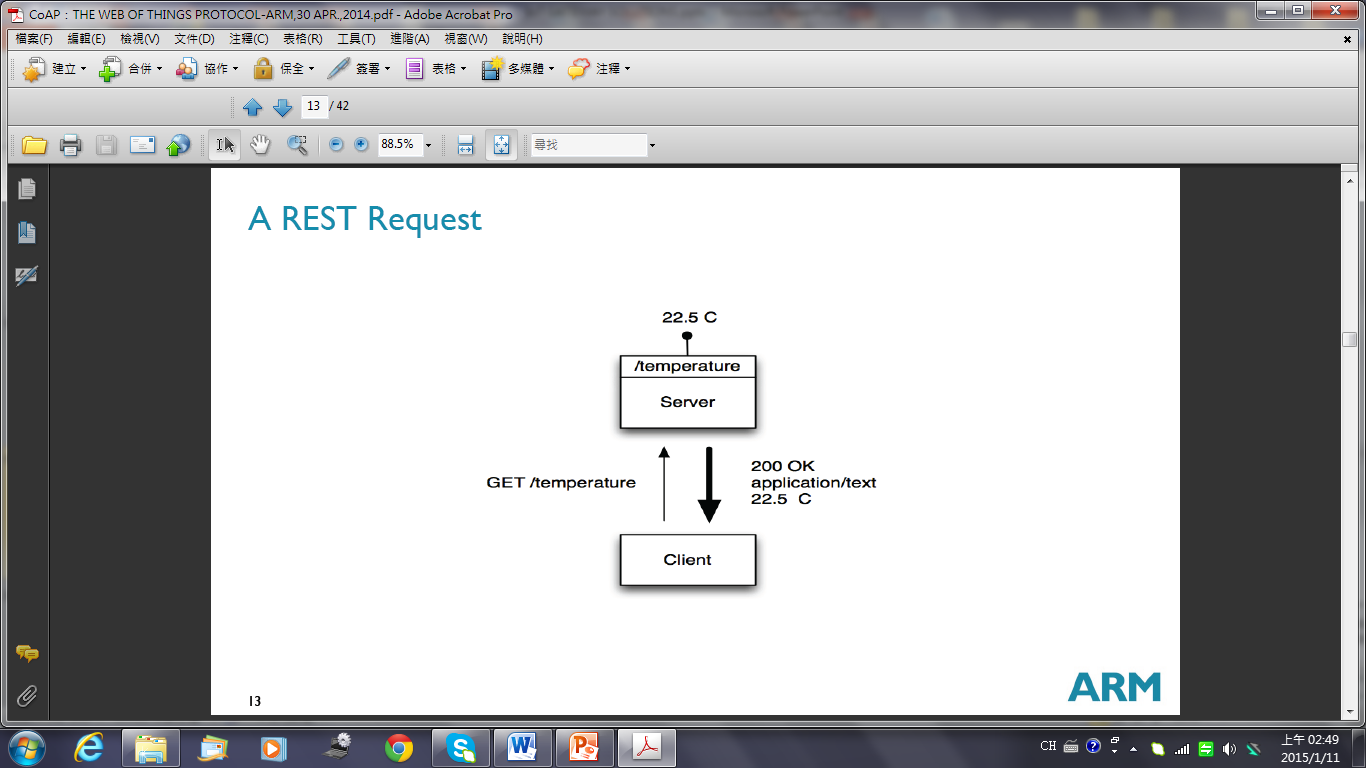 CoAP : THE WEB OF THINGS PROTOCOL-ARM,30 APR.,2014.pdf - Adobe Acrobat Pro
檔案(F) 編輯(E) 檢視(V) 文件(D) 注釋(C) 表格(R) 工具(T) 進階(A) 視窗(W) 說明(H)
建立 合併 協作 保全 簽署 表格 多媒體 注釋
13 / 42
88.5% 尋找
A REST Request
22.5 C
/temperature
Server
GET /temperature
200 OK
application/text
22.5 C
Client
13
ARM
CH
上午 02:49
2015/1/11